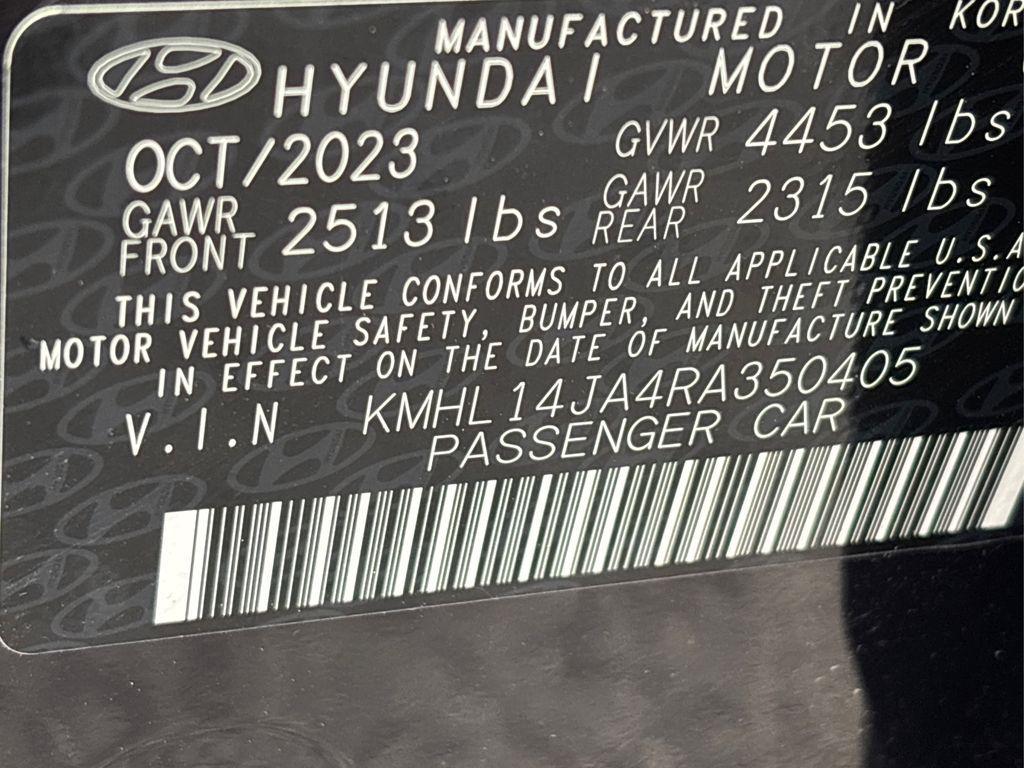 MANUFACTURED IN KOR
HYUNDAI MOTOR
OCT/2023 GVWR 4453 lbs
GAWR FRONT 2513 lbs GAWR REAR 2315 lbs
THIS VEHICLE CONFORMS TO ALL APPLICABLE U.S.A
MOTOR VEHICLE SAFETY, BUMPER, AND THEFT PREVENTIO
IN EFFECT ON THE DATE OF MANUFACTURE SHOWN
V.I.N KMHL14JA4RA350405
PASSENGER CAR